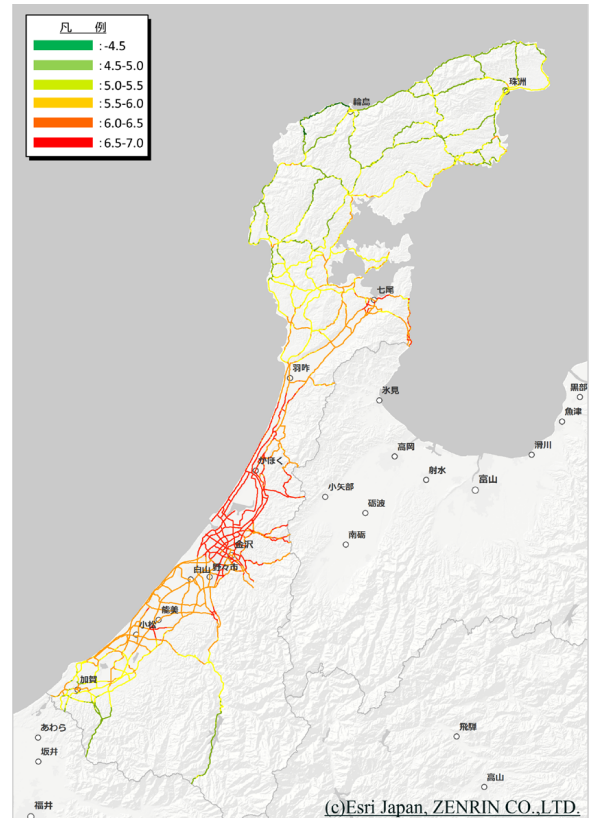 凡 例
:-4.5
:4.5-5.0
:5.0-5.5
:5.5-6.0
:6.0-6.5
:6.5-7.0
珠洲
輪島
七尾
羽咋
氷見
黒部
魚津
滑川
高岡
かほく
射水
富山
小矢部
砺波
南砺
金沢
白山
野々市
能美
小松
加賀
あわら
坂井
飛騨
高山
福井
(c)Esri Japan, ZENRIN CO.,LTD.